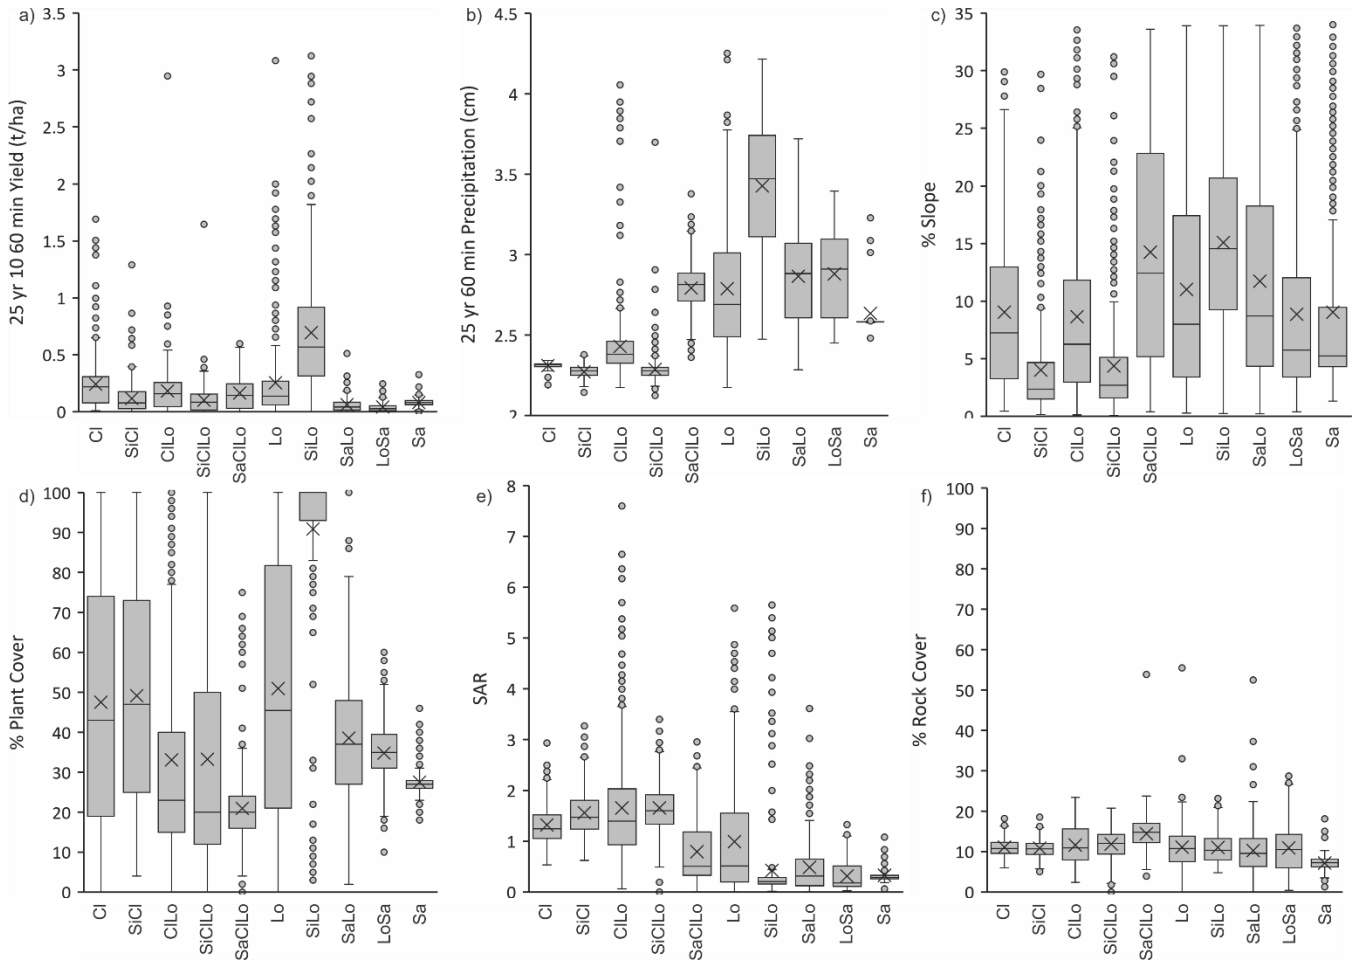 a)
25 yr 10 60 min Yield (t/ha)
3.5
3
2.5
2
1.5
1
0.5
0
Cl
SiCl
ClLo
SiClLo
SaClLo
Lo
SiLo
SaLo
LoSa
Sa
b)
25 yr 60 min Precipitation (cm)
4.5
4
3.5
3
2.5
2
Cl
SiCl
ClLo
SiClLo
SaClLo
Lo
SiLo
SaLo
LoSa
Sa
c)
% Slope
35
30
25
20
15
10
5
0
Cl
SiCl
ClLo
SiClLo
SaClLo
Lo
SiLo
SaLo
LoSa
Sa
d)
% Plant Cover
100
90
80
70
60
50
40
30
20
10
0
Cl
SiCl
ClLo
SiClLo
SaClLo
Lo
SiLo
SaLo
LoSa
Sa
e)
SAR
8
7
6
5
4
3
2
1
0
Cl
SiCl
ClLo
SiClLo
SaClLo
Lo
SiLo
SaLo
LoSa
Sa
f)
% Rock Cover
100
90
80
70
60
50
40
30
20
10
0
Cl
SiCl
ClLo
SiClLo
SaClLo
Lo
SiLo
SaLo
LoSa
Sa